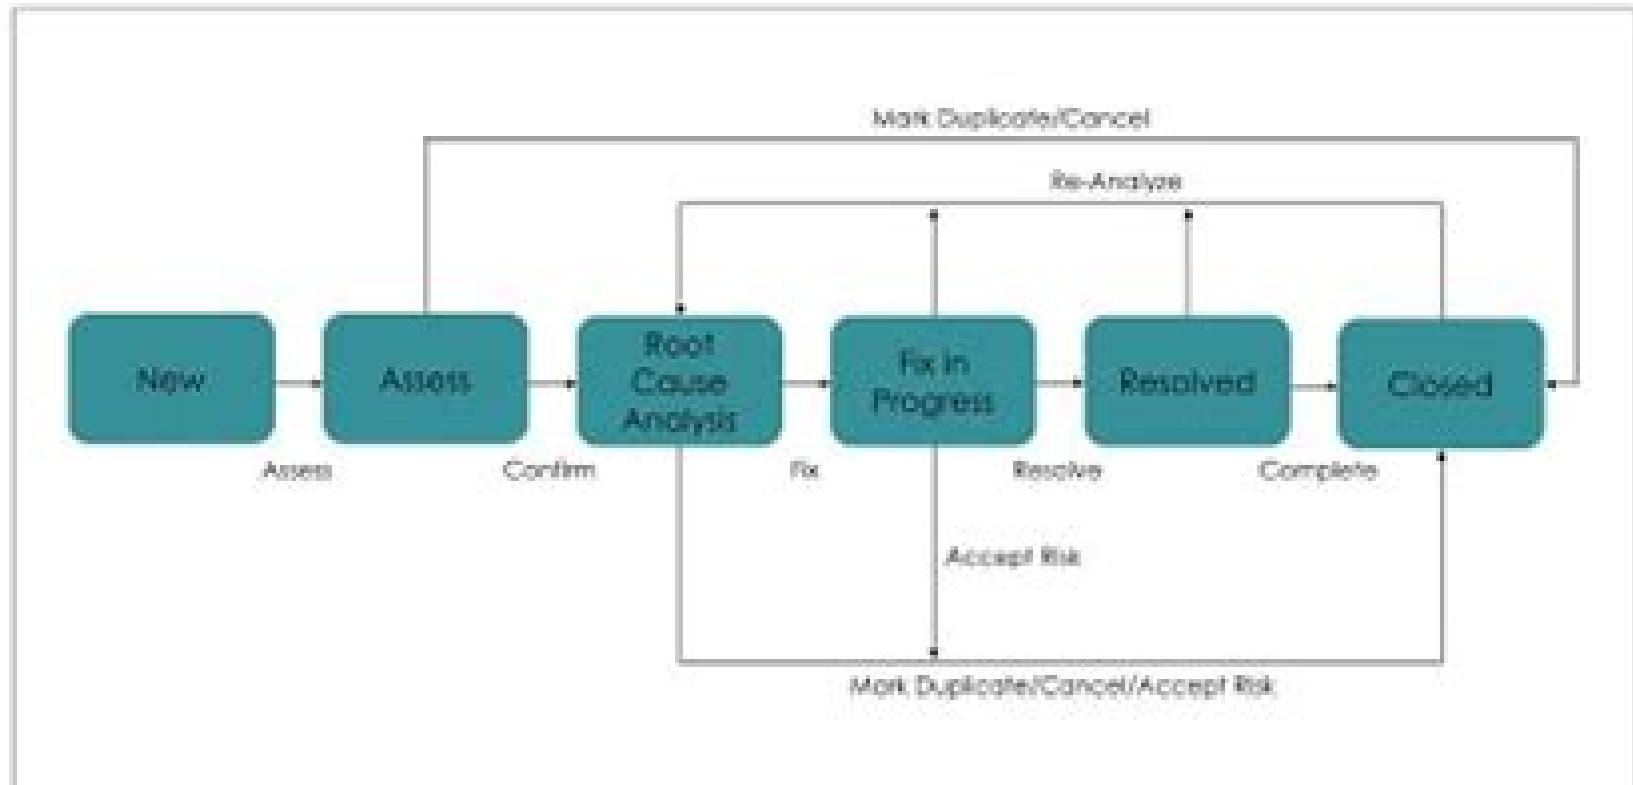 Mark Duplicate/Cancel
Re-Analyze
New
Assess
Root
Cause
Analysis
Fix in
Progress
Resolved
Closed
Assess
Confirm
Fix
Resolve
Complete
Accept Risk
Mark Duplicate/Cancel/Accept Risk